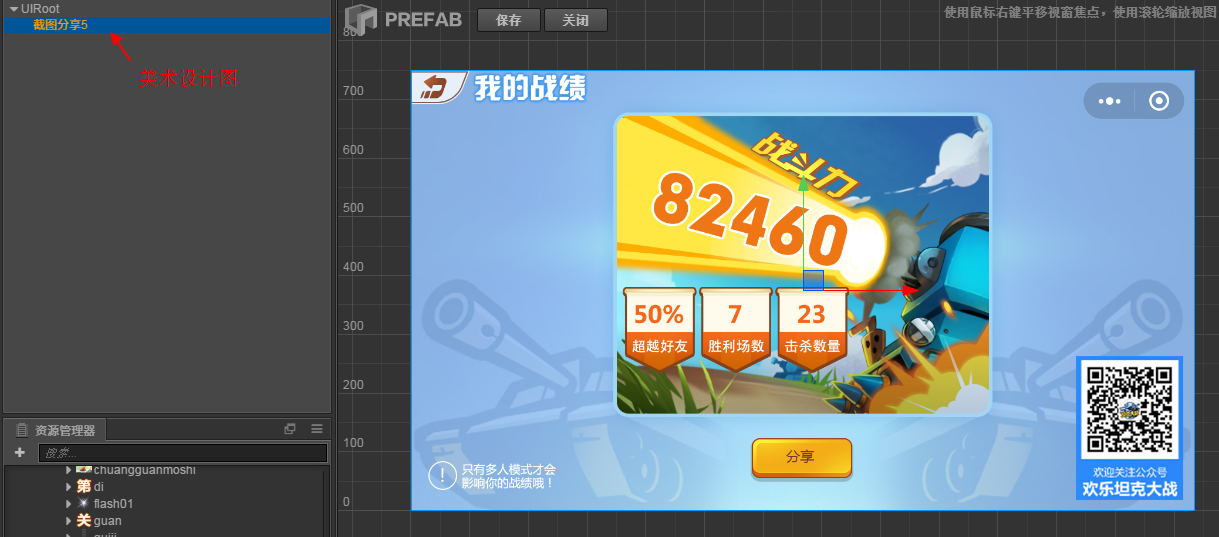 UIRoot
截图分享5
美术设计图
PREFAB
保存
关闭
使用鼠标右键平移视窗焦点，使用滚轮缩放视图
800
700
600
500
400
300
200
100
0
我的战绩
战斗力
82460
50%
超越好友
7
胜利场数
23
击杀数量
分享
只有多人模式才会
影响你的战绩哦！
欢迎关注公众号
欢乐坦克大战
资源管理器
搜索...
chuangguanmoshi
第 di
flash01
关 guan